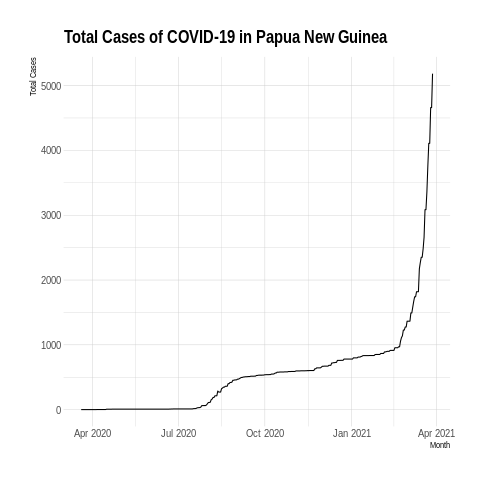 Total Cases of COVID-19 in Papua New Guinea
Total Cases
5000
4000
3000
2000
1000
0
Apr 2020 Jul 2020 Oct 2020 Jan 2021 Apr 2021
Month